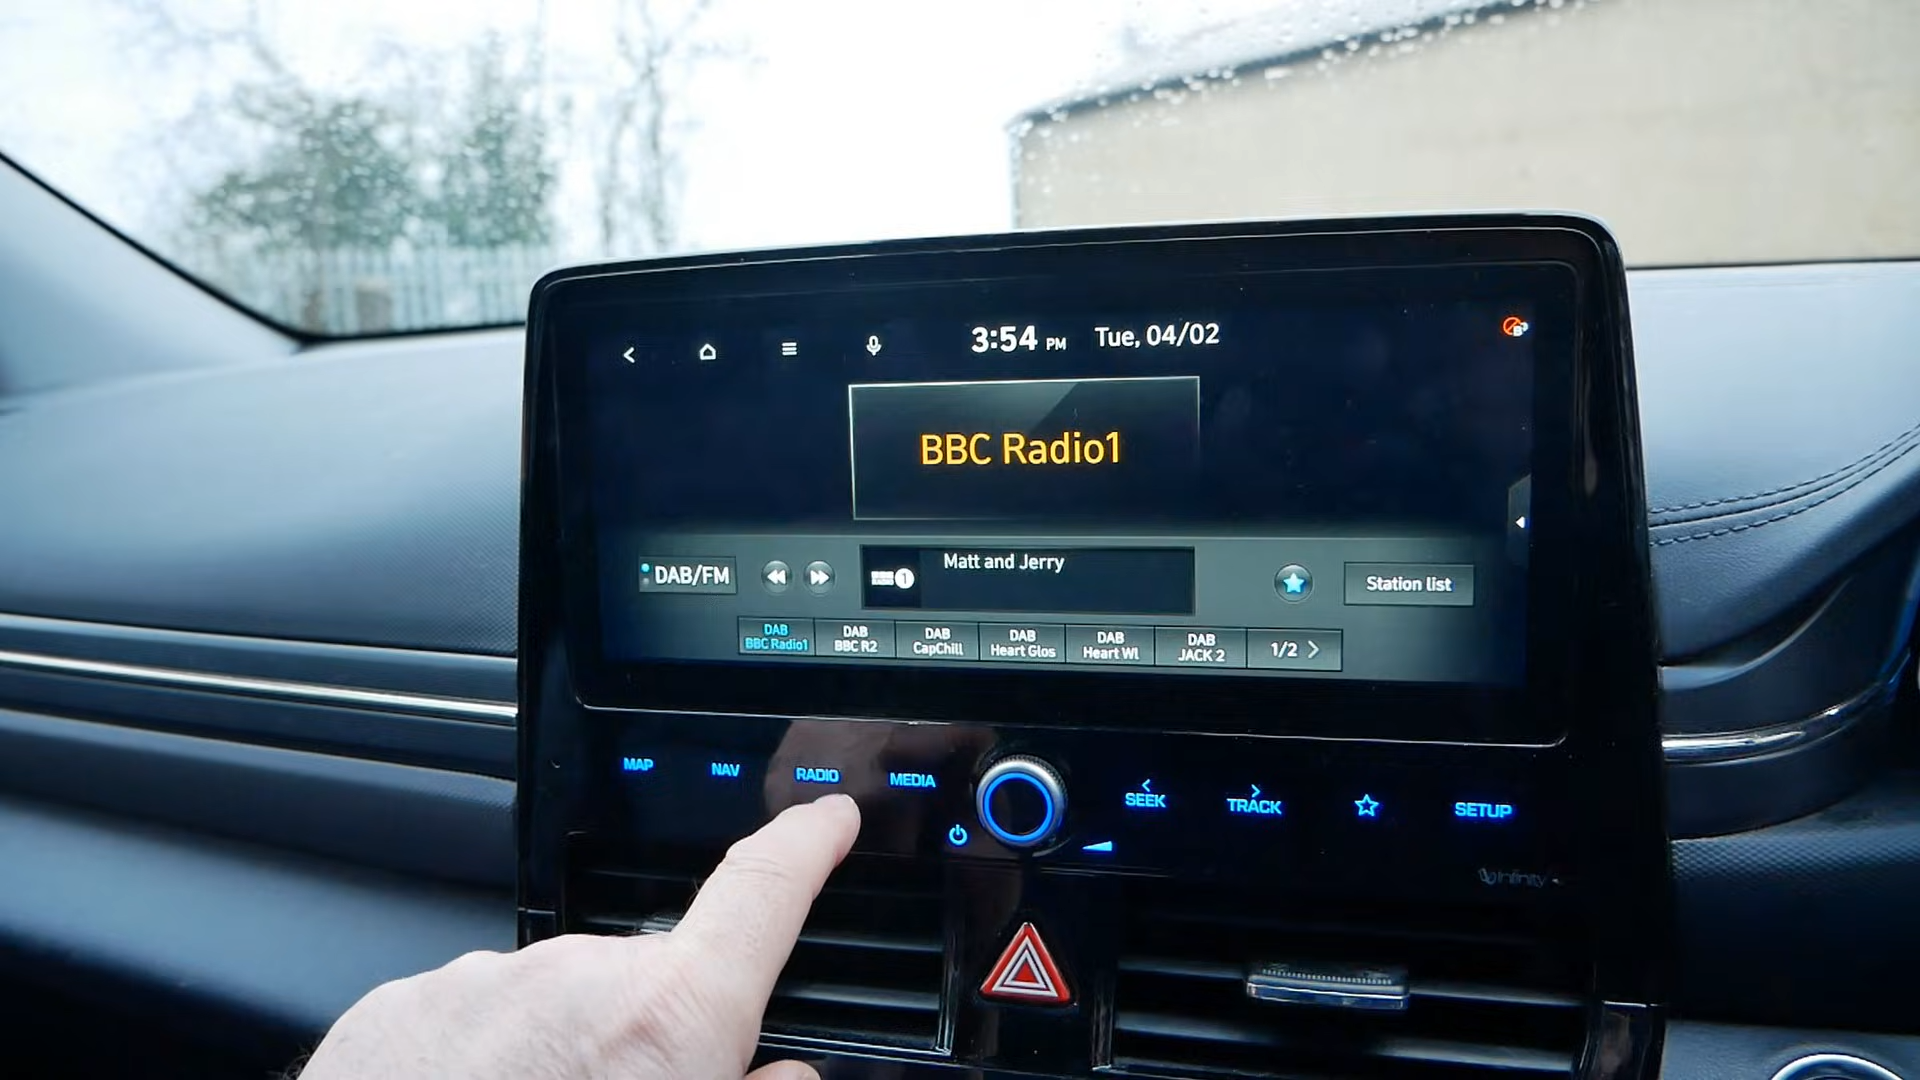 3:54 PM Tue, 04/02
BBC Radio1
DAB/FM
1
Matt and Jerry
Station list
DAB
BBC Radio1
DAB
BBC R2
DAB
CapChill
DAB
Heart Glos
DAB
Heart Wl
DAB
JACK 2
1/2
MAP
NAV
RADIO
MEDIA
SEEK
TRACK
SETUP
Infinity